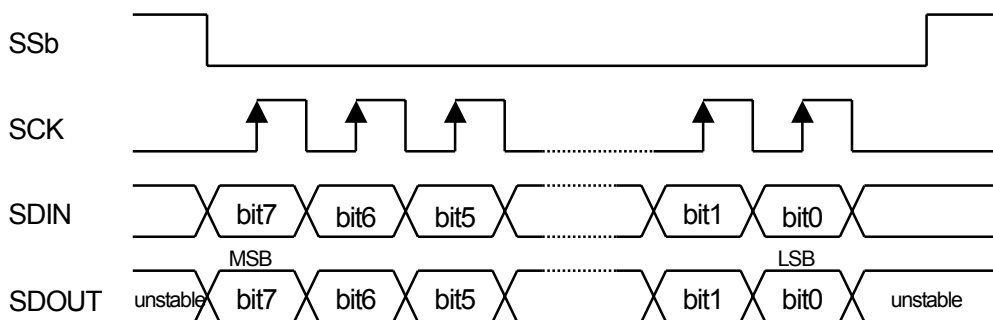 SSb
SCK
SDIN bit7 bit6 bit5 bit1 bit0
MSB LSB
SDOUT unstable bit7 bit6 bit5 bit1 bit0 unstable